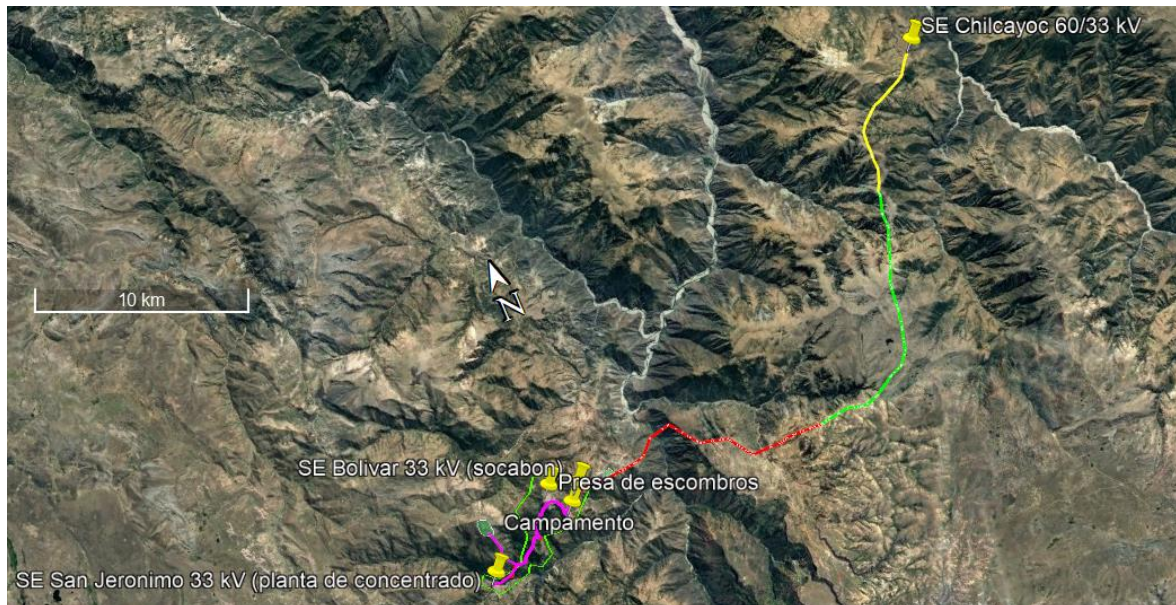 SE Chilcayoc 60/33 kV
10 km
N
SE Bolivar 33 kV (socabon)
Presa de escombros
Campamento
SE San Jeronimo 33 kV (planta de concentrado)